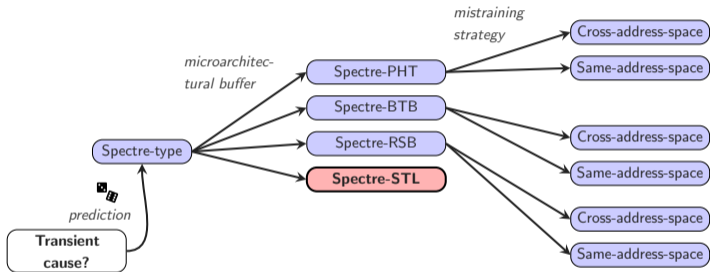 mistraining
strategy
Cross-address-space
Same-address-space
microarchitec-
tural buffer
Spectre-PHT
Spectre-BTB
Spectre-RSB
Spectre-STL
Cross-address-space
Same-address-space
Spectre-type
prediction
Transient
cause?
Cross-address-space
Same-address-space